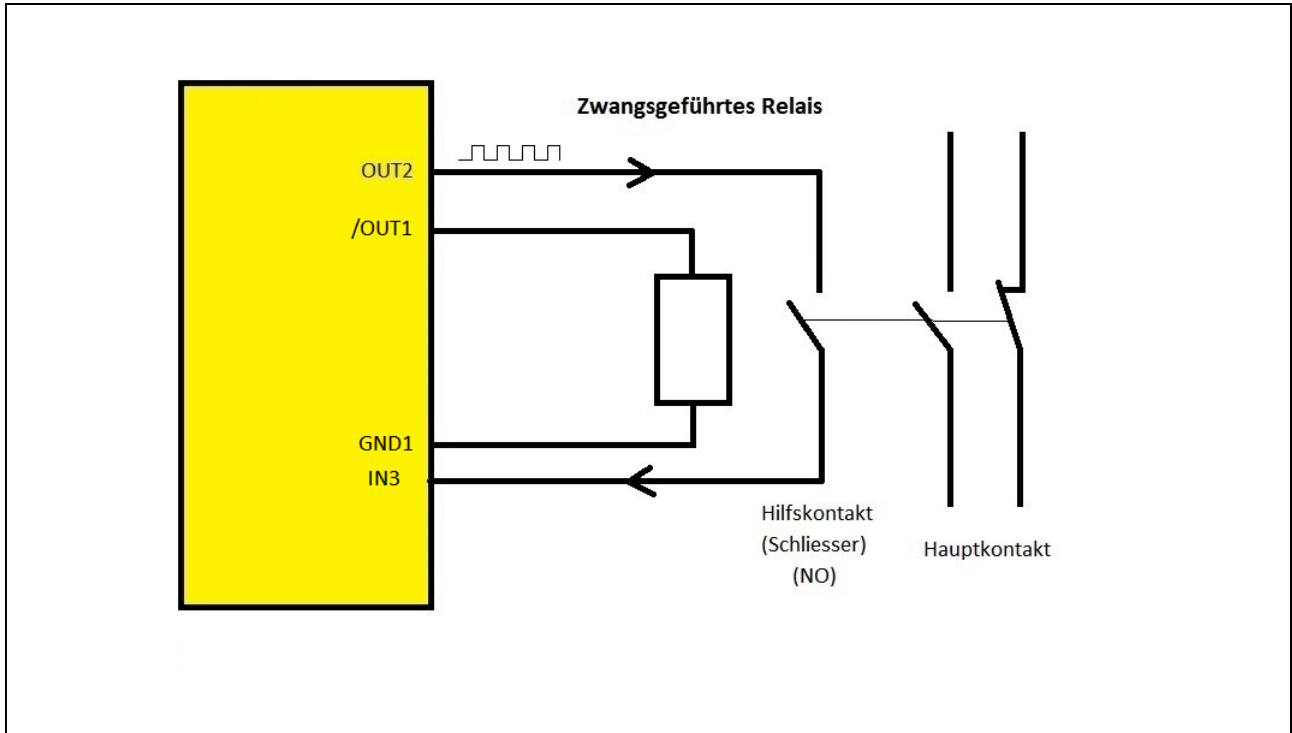 Zwangsgeführtes Relais
OUT2
/OUT1
GND1
IN3
Hilfskontakt
(Schliesser)
(NO)
Hauptkontakt